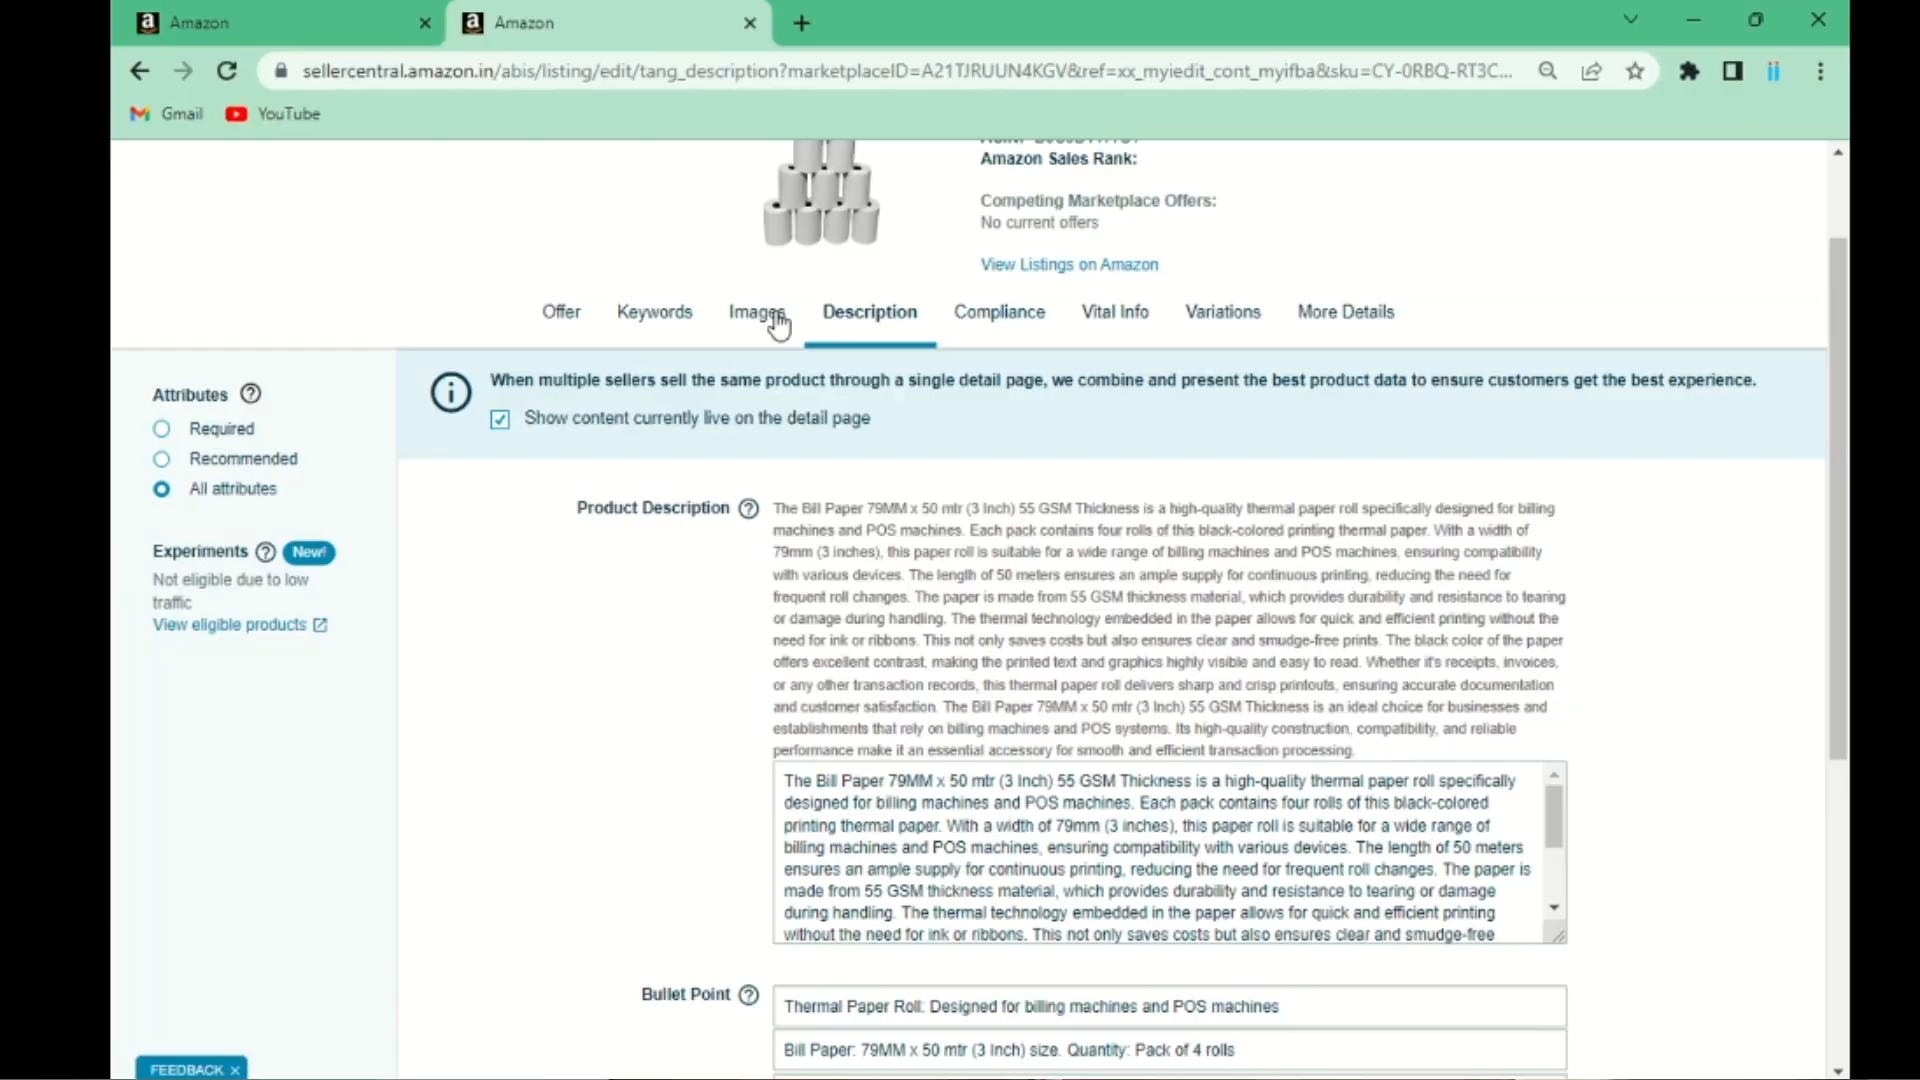 Amazon
Amazon
sellercentral.amazon.in/abis/listing/edit/tang_description?marketplaceID=A21TJRUUN4KGV&ref=xx_myiedit_cont_myifba&sku=CY-0RBQ-RT3C...
Gmail
YouTube
Amazon Sales Rank:
Competing Marketplace Offers:
No current offers
View Listings on Amazon
Offer Keywords Images Description Compliance Vital Info Variations More Details
Attributes
Required
Recommended
All attributes
Experiments New!
Not eligible due to low
traffic
View eligible products
When multiple sellers sell the same product through a single detail page, we combine and present the best product data to ensure customers get the best experience.
Show content currently live on the detail page
Product Description
The Bill Paper 79MM x 50 mtr (3 Inch) 55 GSM Thickness is a high-quality thermal paper roll specifically designed for billing
machines and POS machines. Each pack contains four rolls of this black-colored printing thermal paper. With a width of
79mm (3 inches), this paper roll is suitable for a wide range of billing machines and POS machines, ensuring compatibility
with various devices. The length of 50 meters ensures an ample supply for continuous printing, reducing the need for
frequent roll changes. The paper is made from 55 GSM thickness material, which provides durability and resistance to tearing
or damage during handling. The thermal technology embedded in the paper allows for quick and efficient printing without the
need for ink or ribbons. This not only saves costs but also ensures clear and smudge-free prints. The black color of the paper
offers excellent contrast, making the printed text and graphics highly visible and easy to read. Whether it's receipts, invoices,
or any other transaction records, this thermal paper roll delivers sharp and crisp printouts, ensuring accurate documentation
and customer satisfaction. The Bill Paper 79MM x 50 mtr (3 Inch) 55 GSM Thickness is an ideal choice for businesses and
establishments that rely on billing machines and POS systems. Its high-quality construction, compatibility, and reliable
performance make it an essential accessory for smooth and efficient transaction processing.
The Bill Paper 79MM x 50 mtr (3 Inch) 55 GSM Thickness is a high-quality thermal paper roll specifically
designed for billing machines and POS machines. Each pack contains four rolls of this black-colored
printing thermal paper. With a width of 79mm (3 inches), this paper roll is suitable for a wide range of
billing machines and POS machines, ensuring compatibility with various devices. The length of 50 meters
ensures an ample supply for continuous printing, reducing the need for frequent roll changes. The paper is
made from 55 GSM thickness material, which provides durability and resistance to tearing or damage
during handling. The thermal technology embedded in the paper allows for quick and efficient printing
without the need for ink or ribbons. This not only saves costs but also ensures clear and smudge-free
Bullet Point
Thermal Paper Roll: Designed for billing machines and POS machines
Bill Paper: 79MM x 50 mtr (3 Inch) size. Quantity: Pack of 4 rolls
FEEDBACK